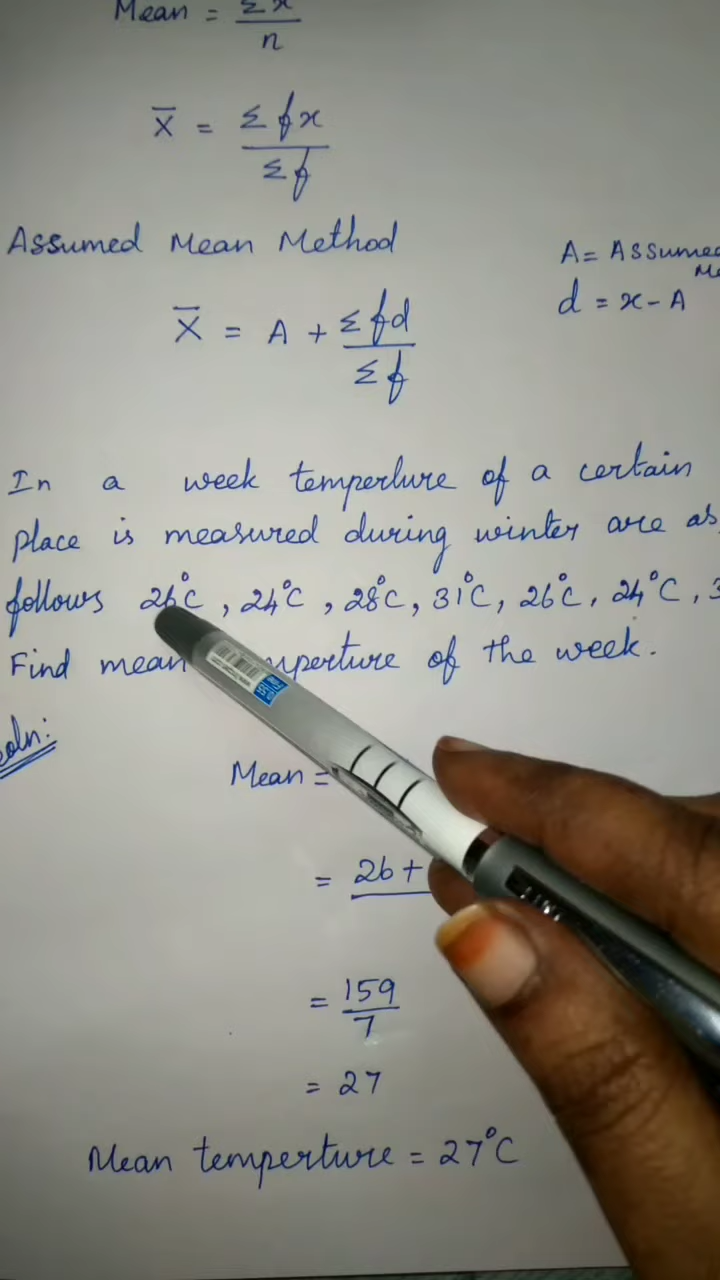 Mean = Σx
n
X̄ = Σfx
Σf
Assumed Mean Method
A = Assumed
d = x - A
X̄ = A + Σfd
Σf
In a week temperture of a certain
place is measured during winter are as
follows 26°C, 24°C, 28°C, 31°C, 26°C, 24°C,
Find mean temperture of the week.
Soln:
Mean =
= 26 +
= 159
7
= 27
Mean temperture = 27°C